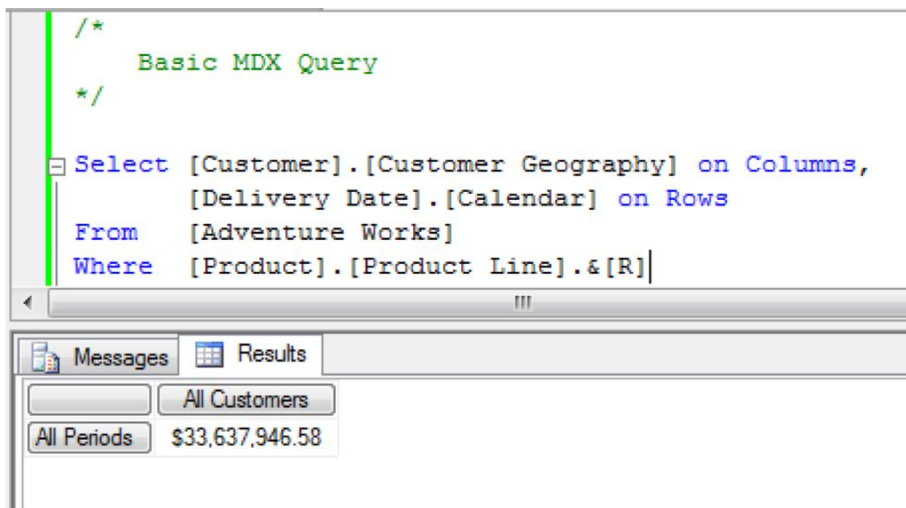 /*
Basic MDX Query
*/
Select [Customer].[Customer Geography] on Columns,
[Delivery Date].[Calendar] on Rows
From [Adventure Works]
Where [Product].[Product Line].&[R]
Messages Results
All Customers
All Periods $33,637,946.58